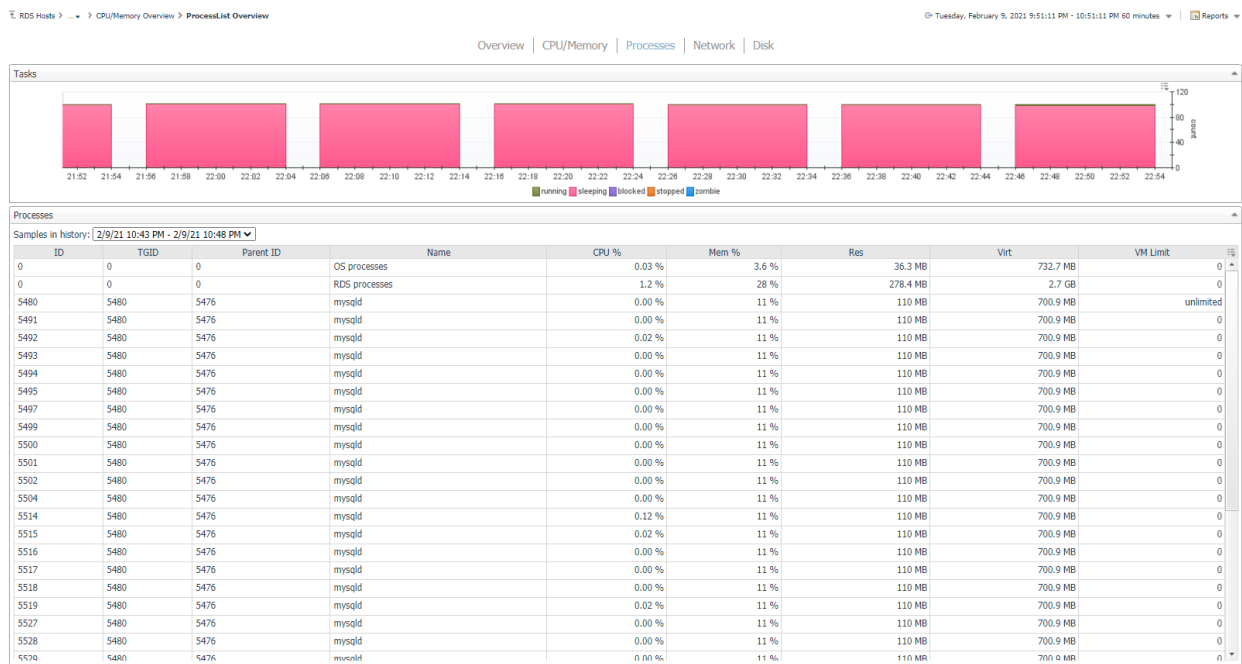 RDS Hosts > ... > CPU/Memory Overview > ProcessList Overview
Tuesday, February 9, 2021 9:51:11 PM - 10:51:11 PM 60 minutes | Reports
Overview | CPU/Memory | Processes | Network | Disk
Tasks
120
80
40
0
count
21:52 21:54 21:56 21:58 22:00 22:02 22:04 22:06 22:08 22:10 22:12 22:14 22:16 22:18 22:20 22:22 22:24 22:26 22:28 22:30 22:32 22:34 22:36 22:38 22:40 22:42 22:44 22:46 22:48 22:50 22:52 22:54
running sleeping blocked stopped zombie
Processes
Samples in history: 2/9/21 10:43 PM - 2/9/21 10:48 PM
ID TGID Parent ID Name CPU % Mem % Res Virt VM Limit
0 0 0 OS processes 0.03 % 3.6 % 36.3 MB 732.7 MB 0
0 0 0 RDS processes 1.2 % 28 % 278.4 MB 2.7 GB 0
5480 5480 5476 mysqld 0.00 % 11 % 110 MB 700.9 MB unlimited
5491 5480 5476 mysqld 0.00 % 11 % 110 MB 700.9 MB 0
5492 5480 5476 mysqld 0.02 % 11 % 110 MB 700.9 MB 0
5493 5480 5476 mysqld 0.00 % 11 % 110 MB 700.9 MB 0
5494 5480 5476 mysqld 0.00 % 11 % 110 MB 700.9 MB 0
5495 5480 5476 mysqld 0.00 % 11 % 110 MB 700.9 MB 0
5497 5480 5476 mysqld 0.00 % 11 % 110 MB 700.9 MB 0
5499 5480 5476 mysqld 0.00 % 11 % 110 MB 700.9 MB 0
5500 5480 5476 mysqld 0.00 % 11 % 110 MB 700.9 MB 0
5501 5480 5476 mysqld 0.00 % 11 % 110 MB 700.9 MB 0
5502 5480 5476 mysqld 0.00 % 11 % 110 MB 700.9 MB 0
5504 5480 5476 mysqld 0.00 % 11 % 110 MB 700.9 MB 0
5514 5480 5476 mysqld 0.12 % 11 % 110 MB 700.9 MB 0
5515 5480 5476 mysqld 0.02 % 11 % 110 MB 700.9 MB 0
5516 5480 5476 mysqld 0.00 % 11 % 110 MB 700.9 MB 0
5517 5480 5476 mysqld 0.00 % 11 % 110 MB 700.9 MB 0
5518 5480 5476 mysqld 0.00 % 11 % 110 MB 700.9 MB 0
5519 5480 5476 mysqld 0.02 % 11 % 110 MB 700.9 MB 0
5527 5480 5476 mysqld 0.00 % 11 % 110 MB 700.9 MB 0
5528 5480 5476 mysqld 0.00 % 11 % 110 MB 700.9 MB 0
5529 5480 5476 mysqld 0.00 % 11 % 110 MB 700.9 MB 0